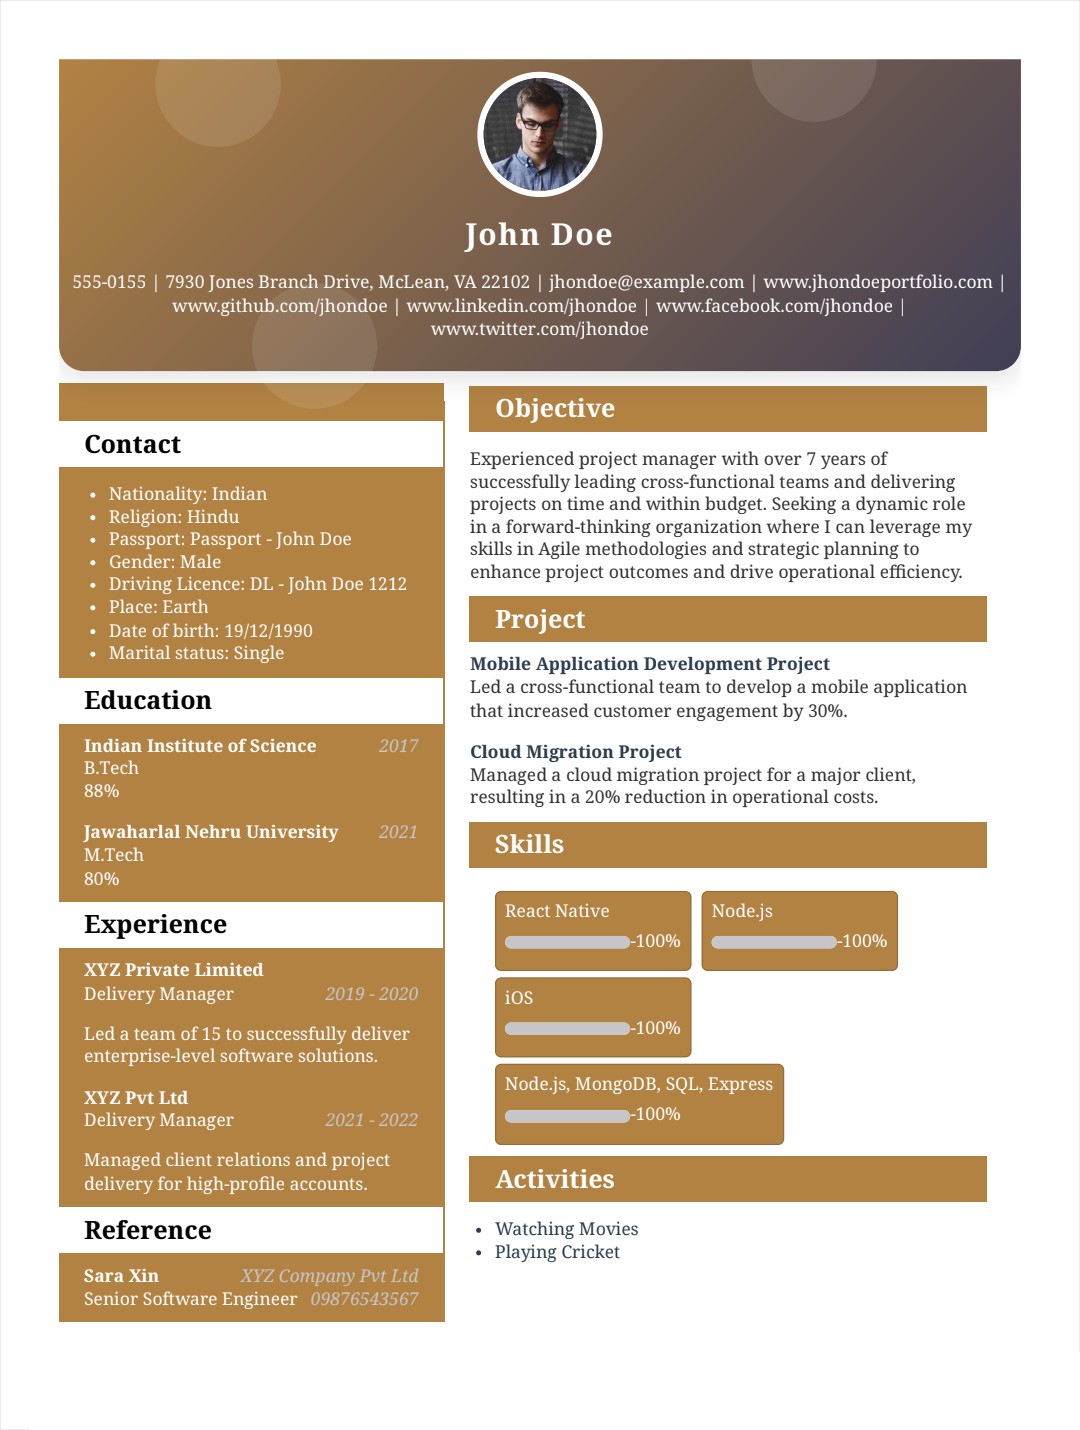 John Doe
555-0155 | 7930 Jones Branch Drive, McLean, VA 22102 | jhondoe@example.com | www.jhondoeportfolio.com |
www.github.com/jhondoe | www.linkedin.com/jhondoe | www.facebook.com/jhondoe |
www.twitter.com/jhondoe
Contact
• Nationality: Indian
• Religion: Hindu
• Passport: Passport - John Doe
• Gender: Male
• Driving Licence: DL - John Doe 1212
• Place: Earth
• Date of birth: 19/12/1990
• Marital status: Single
Education
Indian Institute of Science 2017
B.Tech
88%
Jawaharlal Nehru University 2021
M.Tech
80%
Experience
XYZ Private Limited
Delivery Manager 2019 - 2020
Led a team of 15 to successfully deliver
enterprise-level software solutions.
XYZ Pvt Ltd
Delivery Manager 2021 - 2022
Managed client relations and project
delivery for high-profile accounts.
Reference
Sara Xin XYZ Company Pvt Ltd
Senior Software Engineer 09876543567
Objective
Experienced project manager with over 7 years of
successfully leading cross-functional teams and delivering
projects on time and within budget. Seeking a dynamic role
in a forward-thinking organization where I can leverage my
skills in Agile methodologies and strategic planning to
enhance project outcomes and drive operational efficiency.
Project
Mobile Application Development Project
Led a cross-functional team to develop a mobile application
that increased customer engagement by 30%.
Cloud Migration Project
Managed a cloud migration project for a major client,
resulting in a 20% reduction in operational costs.
Skills
React Native
-100%
Node.js
-100%
iOS
-100%
Node.js, MongoDB, SQL, Express
-100%
Activities
• Watching Movies
• Playing Cricket